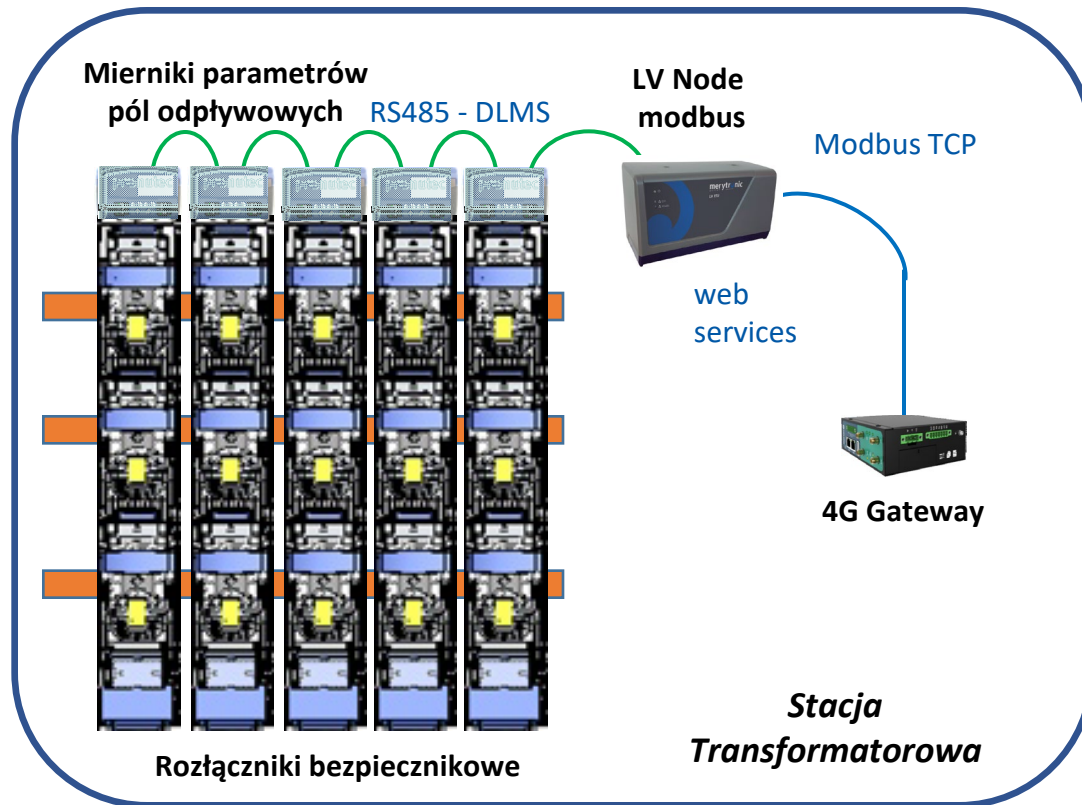 Mierniki parametrów
pól odpływowych
RS485 - DLMS
LV Node
modbus
Modbus TCP
merytronic
web
services
4G Gateway
Stacja
Transformatorowa
Rozłączniki bezpiecznikowe